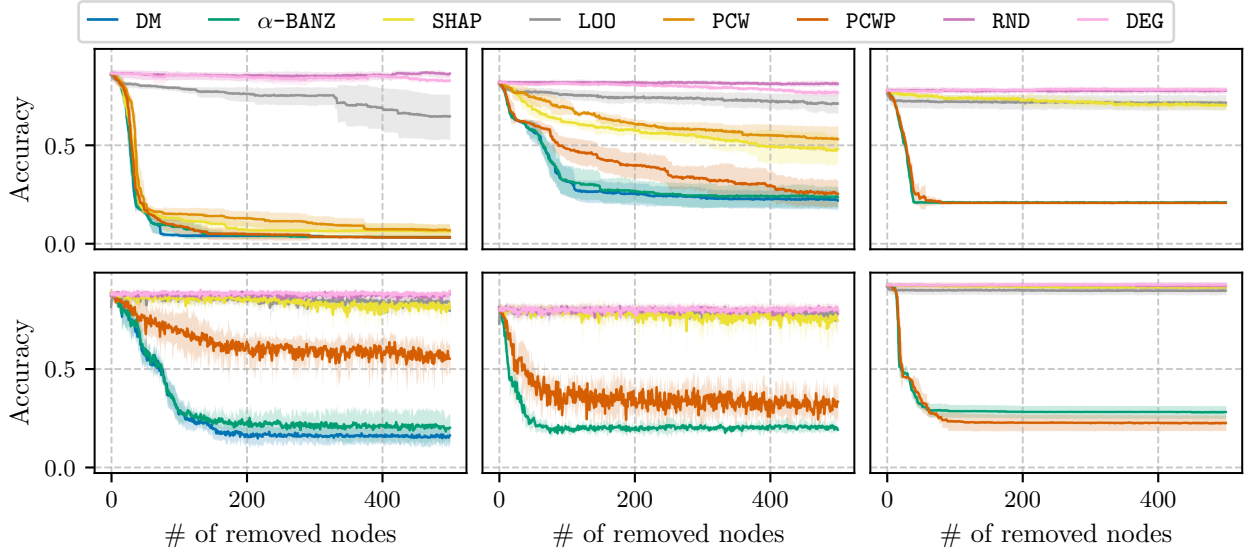 DM α-BANZ SHAP LOO PCW PCWP RND DEG
Accuracy
0.5
0.0
Accuracy
0.5
0.0
0 200 400 0 200 400 0 200 400
# of removed nodes # of removed nodes # of removed nodes